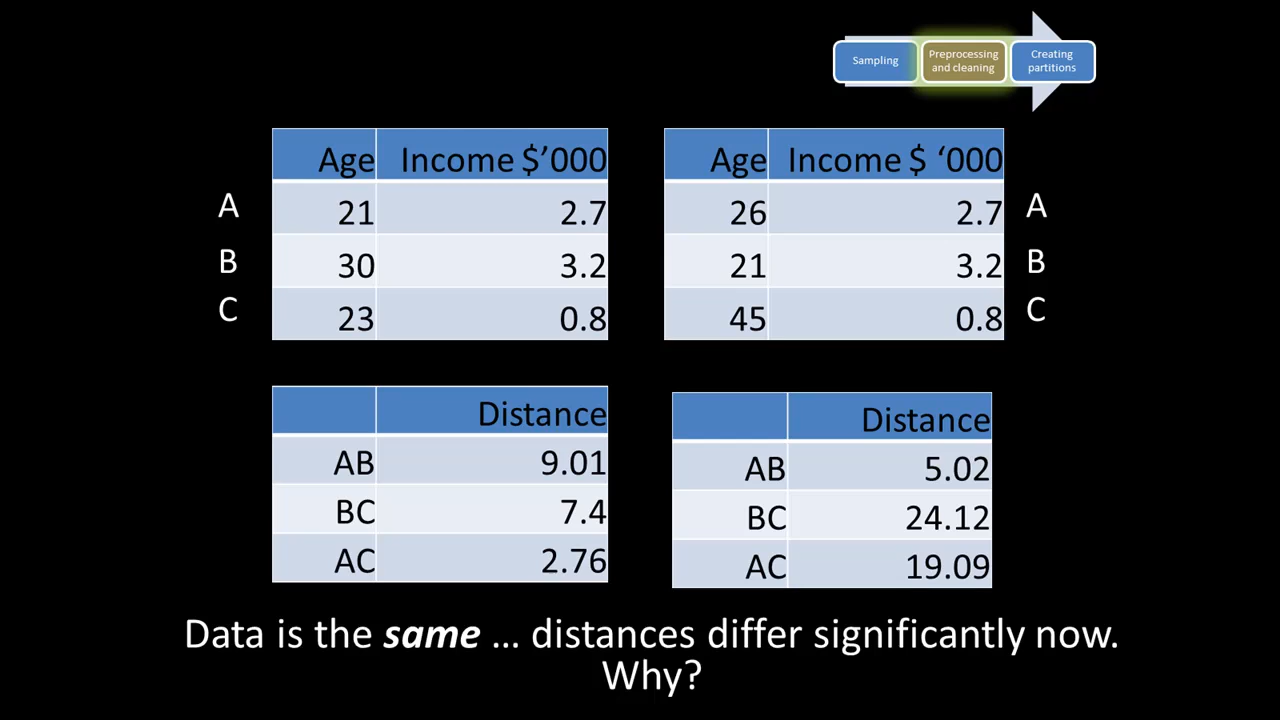 Sampling
Preprocessing
and cleaning
Creating
partitions
Age Income $’000
A 21 2.7
B 30 3.2
C 23 0.8
Age Income $ ‘000
26 2.7 A
21 3.2 B
45 0.8 C
Distance
AB 9.01
BC 7.4
AC 2.76
Distance
AB 5.02
BC 24.12
AC 19.09
Data is the same … distances differ significantly now.
Why?